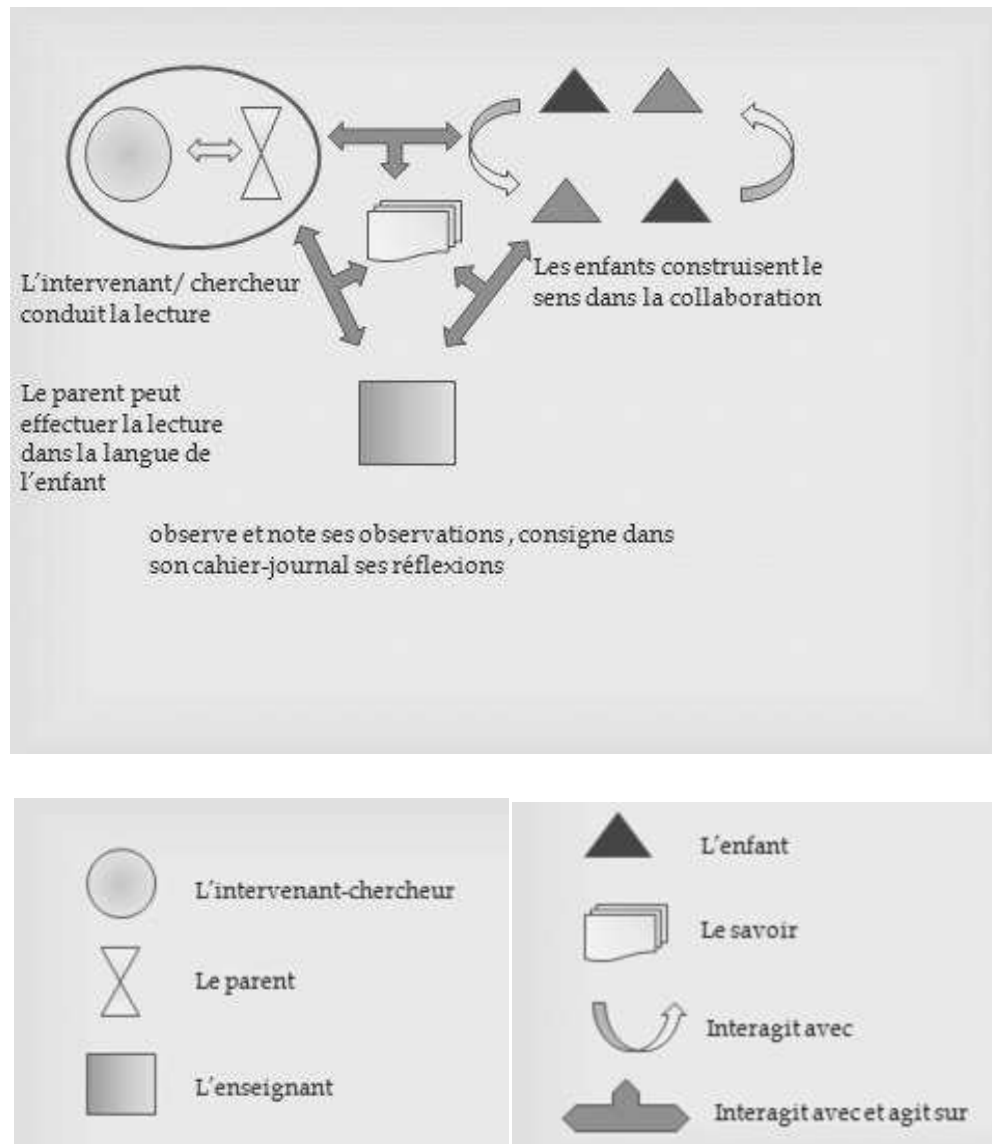 L'intervenant/ chercheur
conduit la lecture
Les enfants construisent le
sens dans la collaboration
Le parent peut
effectuer la lecture
dans la langue de
l'enfant
observe et note ses observations , consigne dans
son cahier-journal ses réflexions
L'intervenant-chercheur
Le parent
L'enseignant
L'enfant
Le savoir
Interagit avec
Interagit avec et agit sur